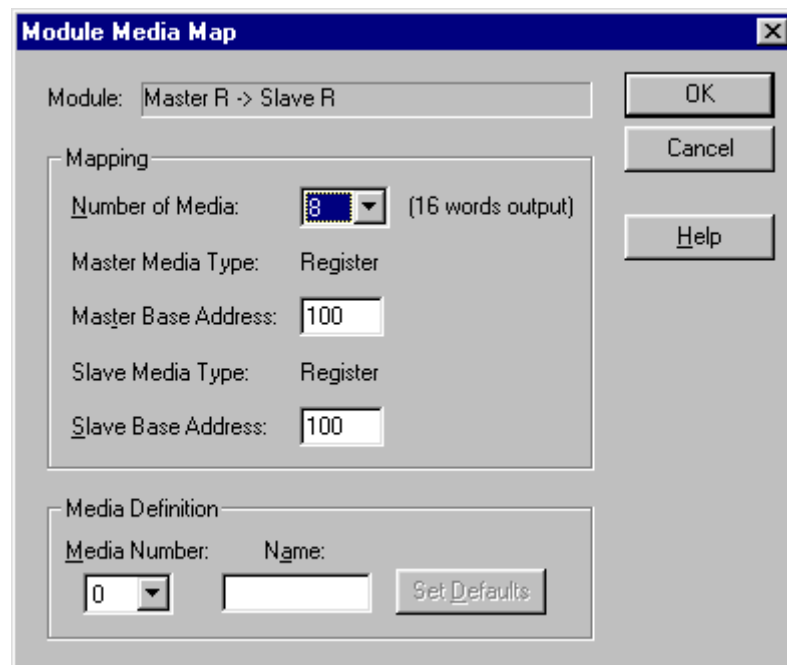 Module Media Map
Module: Master R -> Slave R
OK
Cancel
Help
Mapping
Number of Media: 8 (16 words output)
Master Media Type: Register
Master Base Address: 100
Slave Media Type: Register
Slave Base Address: 100
Media Definition
Media Number: Name:
0 Set Defaults